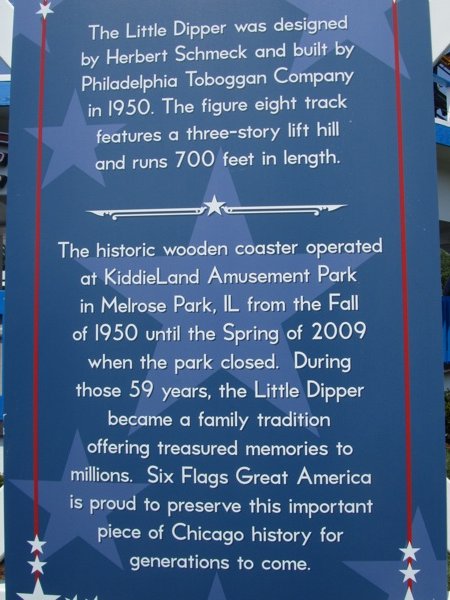 The Little Dipper was designed
by Herbert Schmeck and built by
Philadelphia Toboggan Company
in 1950. The figure eight track
features a three-story lift hill
and runs 700 feet in length.
The historic wooden coaster operated
at KiddieLand Amusement Park
in Melrose Park, IL from the Fall
of 1950 until the Spring of 2009
when the park closed. During
those 59 years, the Little Dipper
became a family tradition
offering treasured memories to
millions. Six Flags Great America
is proud to preserve this important
piece of Chicago history for
generations to come.